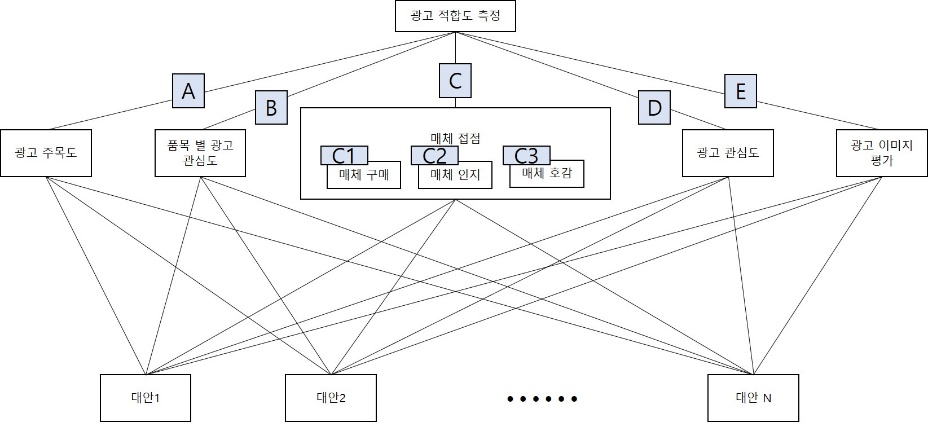 광고 적합도 측정
A
B
C
D
E
광고 주목도
품목 별 광고
관심도
매체 접점
C1
매체 구매
C2
매체 인지
C3
매체 호감
광고 관심도
광고 이미지
평가
대안1
대안2
••••••
대안 N